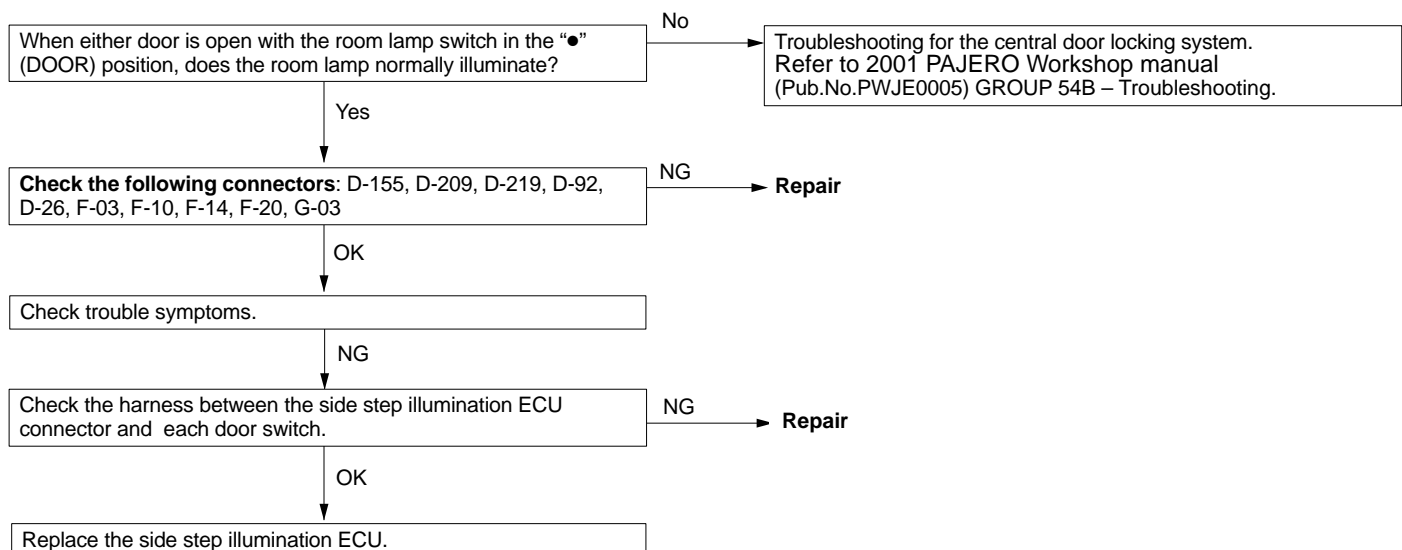 When either door is open with the room lamp switch in the “●”
(DOOR) position, does the room lamp normally illuminate?
No
Troubleshooting for the central door locking system.
Refer to 2001 PAJERO Workshop manual
(Pub.No.PWJE0005) GROUP 54B – Troubleshooting.
Yes
Check the following connectors: D-155, D-209, D-219, D-92,
D-26, F-03, F-10, F-14, F-20, G-03
NG
Repair
OK
Check trouble symptoms.
NG
Check the harness between the side step illumination ECU
connector and each door switch.
NG
Repair
OK
Replace the side step illumination ECU.